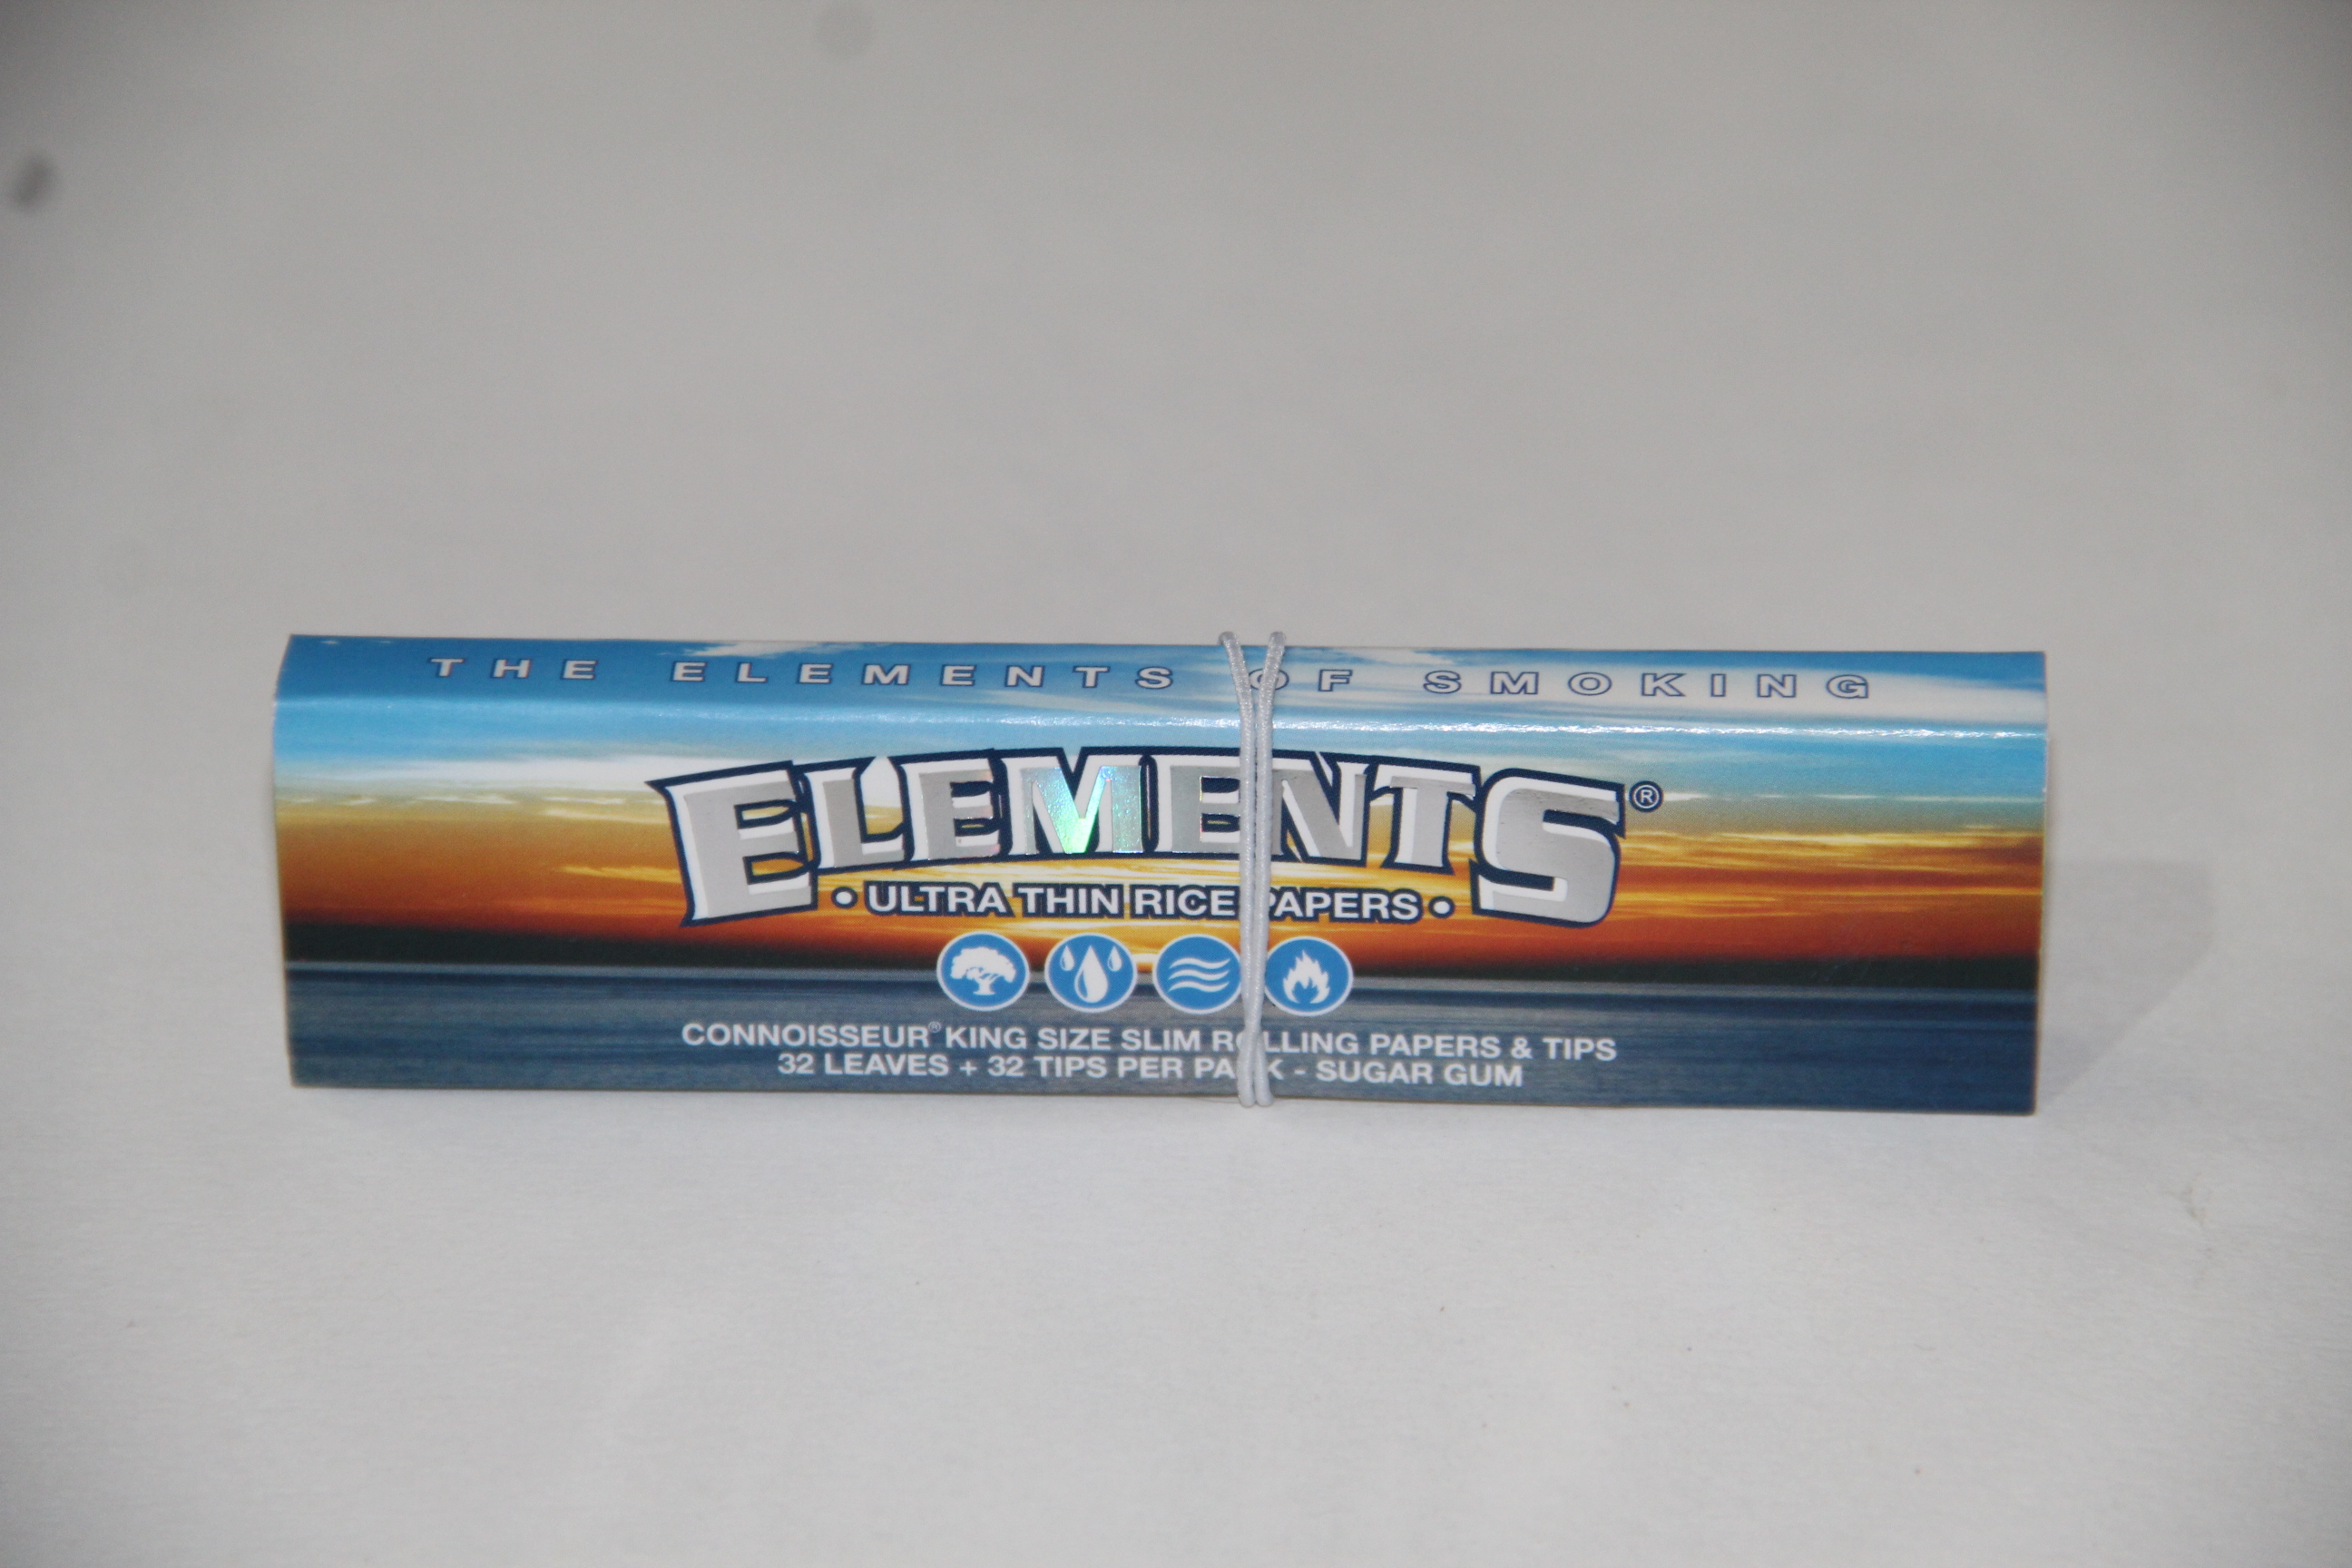 THE ELEMENTS OF SMOKING
ELEMENTS®
• ULTRA THIN RICE PAPERS •
CONNOISSEUR® KING SIZE SLIM ROLLING PAPERS & TIPS
32 LEAVES + 32 TIPS PER PACK - SUGAR GUM